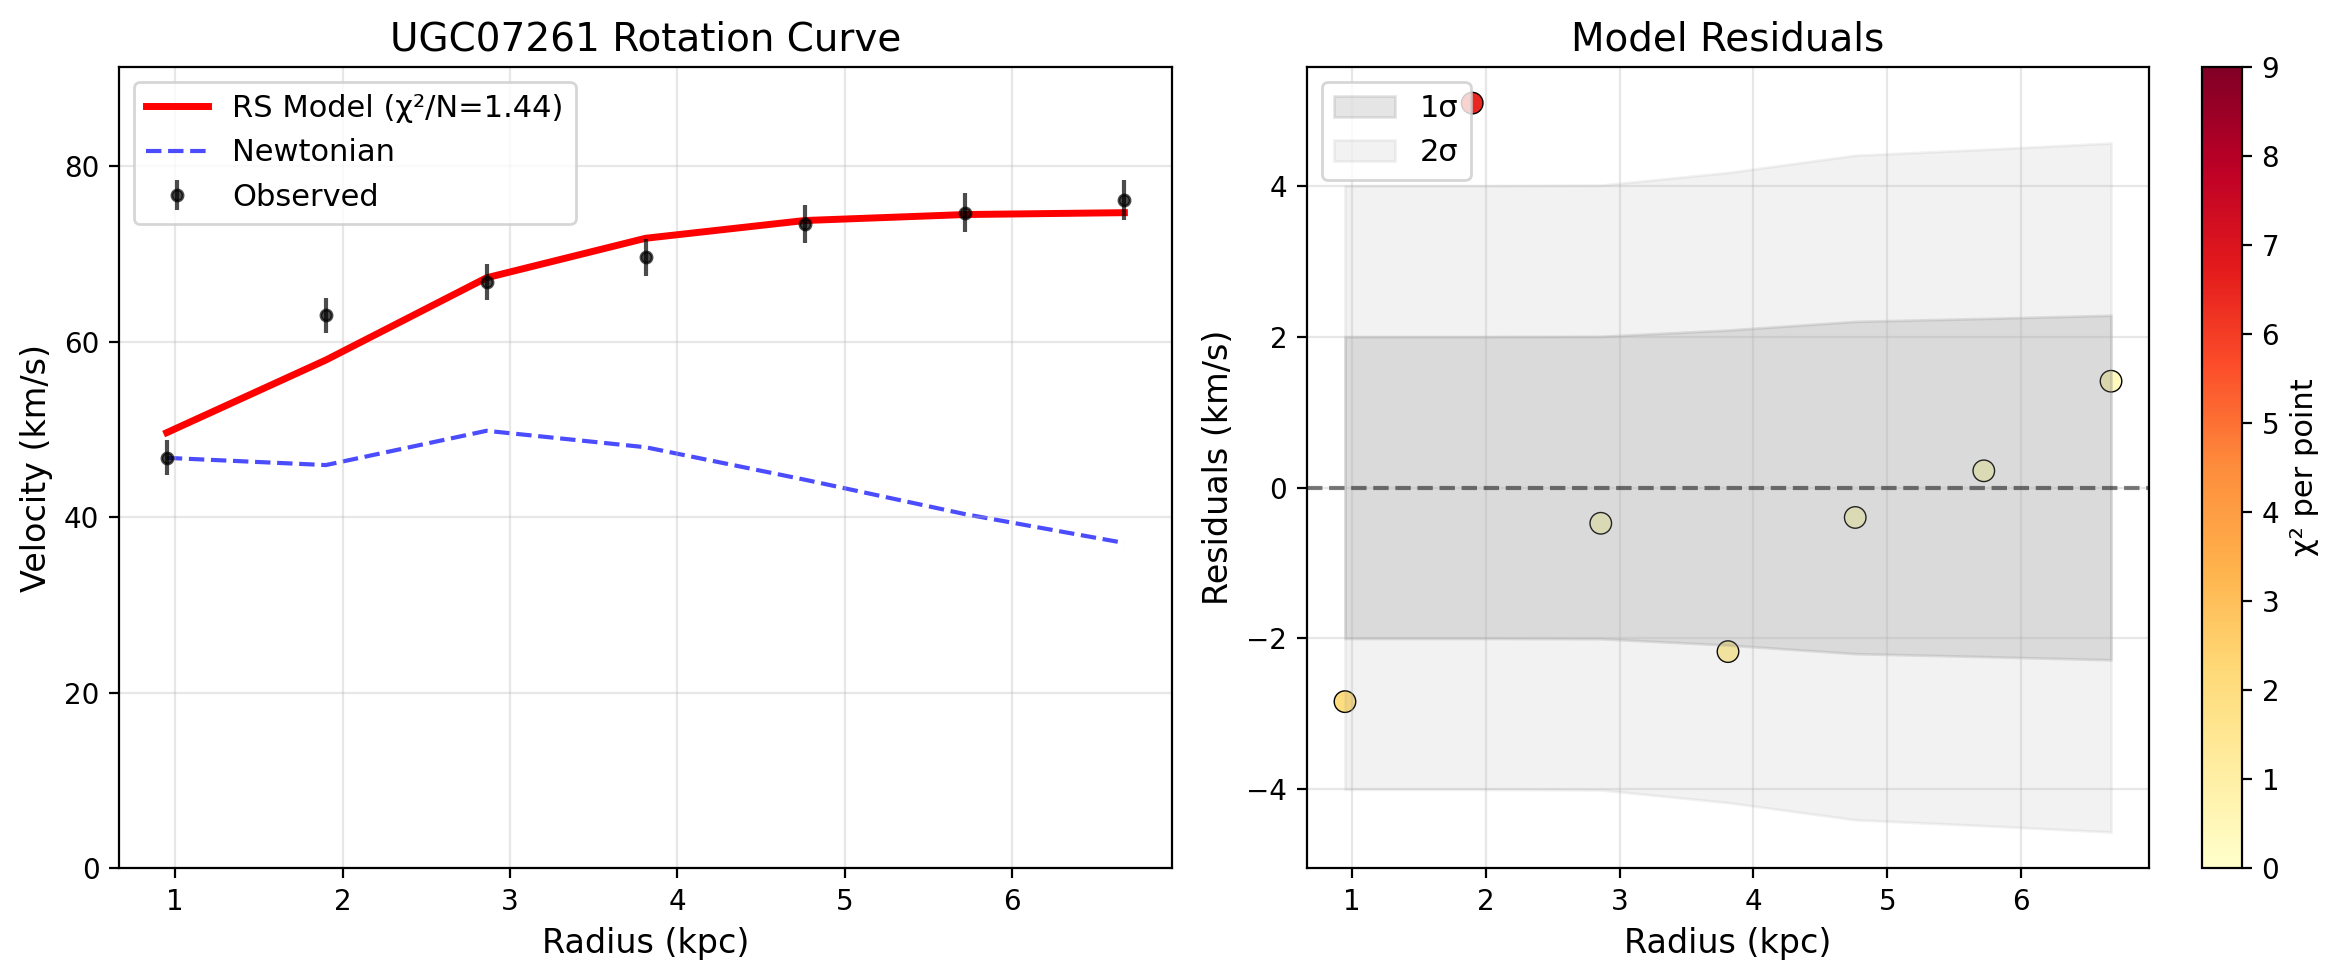 UGC07261 Rotation Curve
RS Model (χ²/N=1.44)
Newtonian
Observed
80
60
40
20
0
Velocity (km/s)
1 2 3 4 5 6
Radius (kpc)
Model Residuals
1σ
2σ
4
2
0
−2
−4
Residuals (km/s)
1 2 3 4 5 6
Radius (kpc)
9
8
7
6
5
4
3
2
1
0
χ² per point